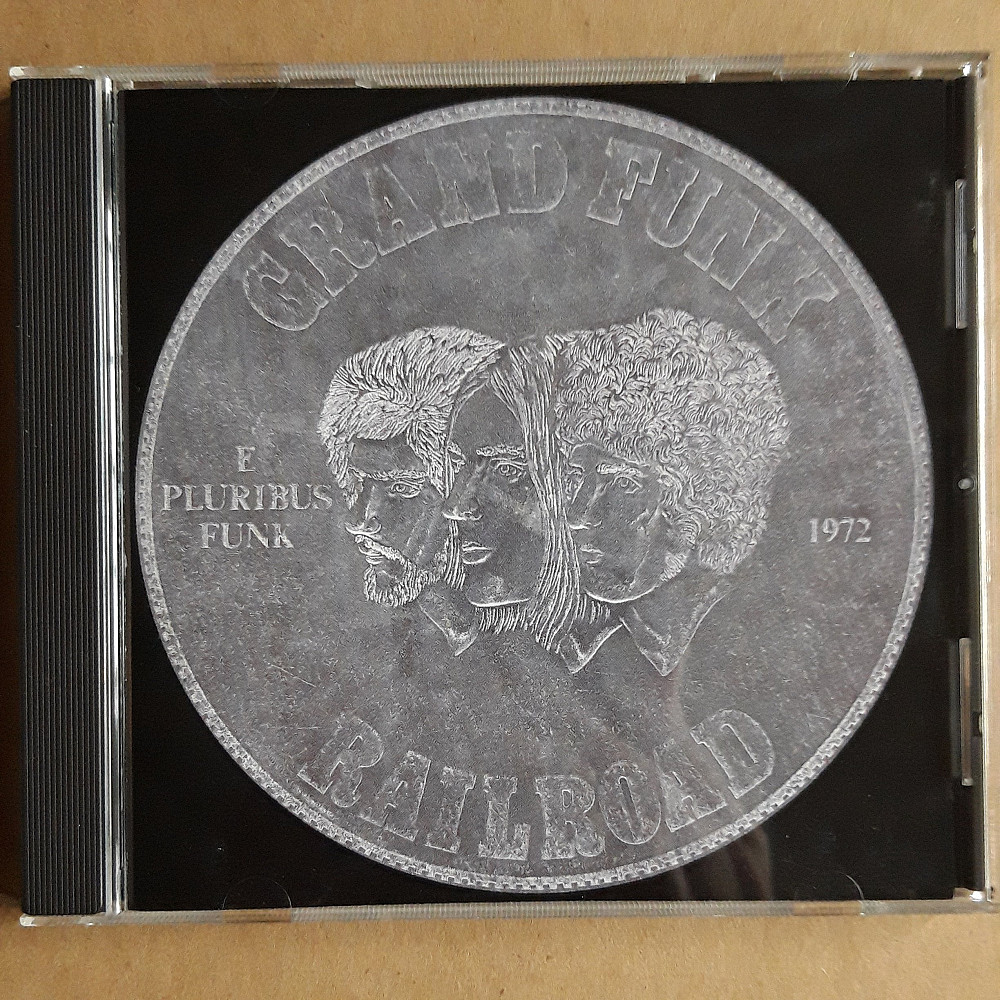 GRAND FUNK
E
PLURIBUS
FUNK
1972
RAILROAD